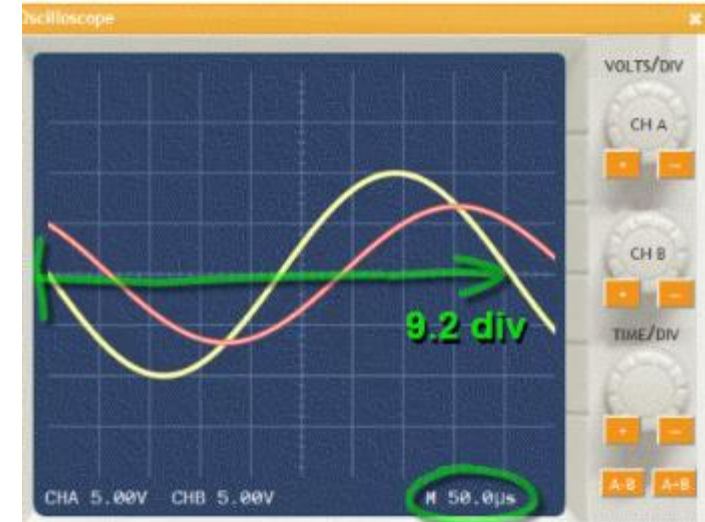 Oscilloscope
VOLTS/DIV
CH A
+ -
CH B
+ -
9.2 div
TIME/DIV
+ -
CHA 5.00V CHB 5.00V M 50.0μs
A-B A+B